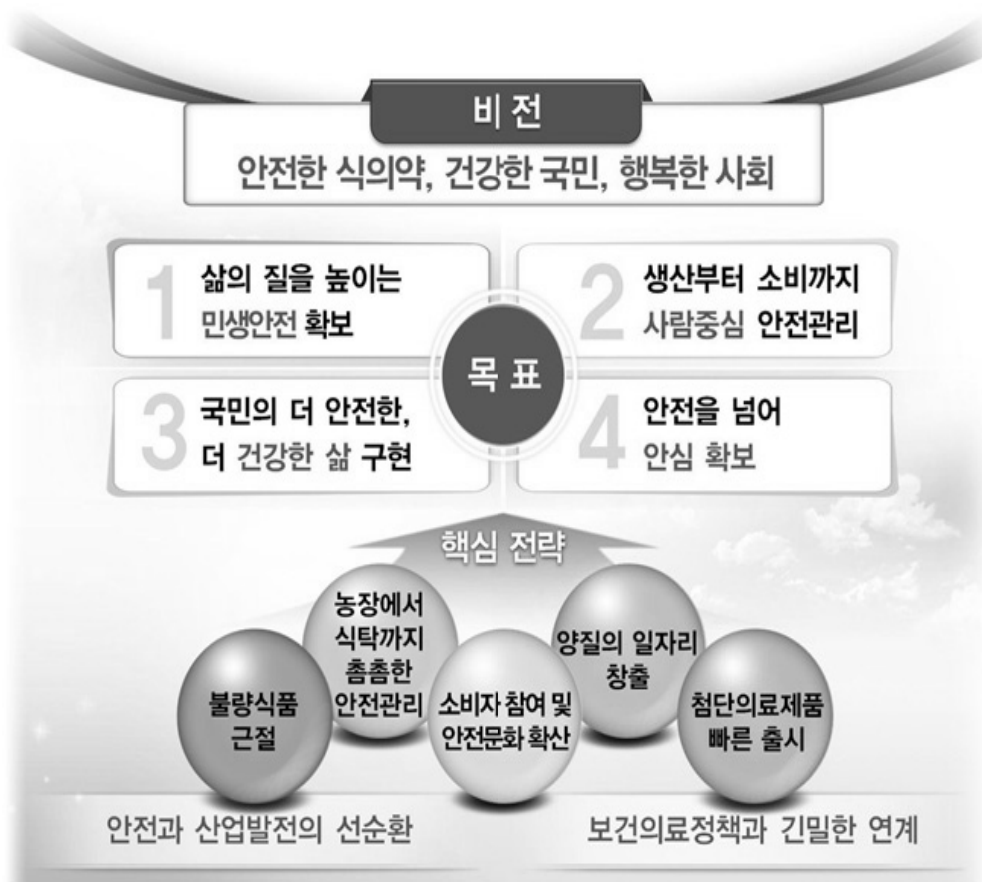 비 전
안전한 식의약, 건강한 국민, 행복한 사회
1 삶의 질을 높이는
민생안전 확보
2 생산부터 소비까지
사람중심 안전관리
목 표
3 국민의 더 안전한,
더 건강한 삶 구현
4 안전을 넘어
안심 확보
핵심 전략
불량식품
근절
농장에서
식탁까지
촘촘한
안전관리
소비자 참여 및
안전문화 확산
양질의 일자리
창출
첨단의료제품
빠른 출시
안전과 산업발전의 선순환
보건의료정책과 긴밀한 연계